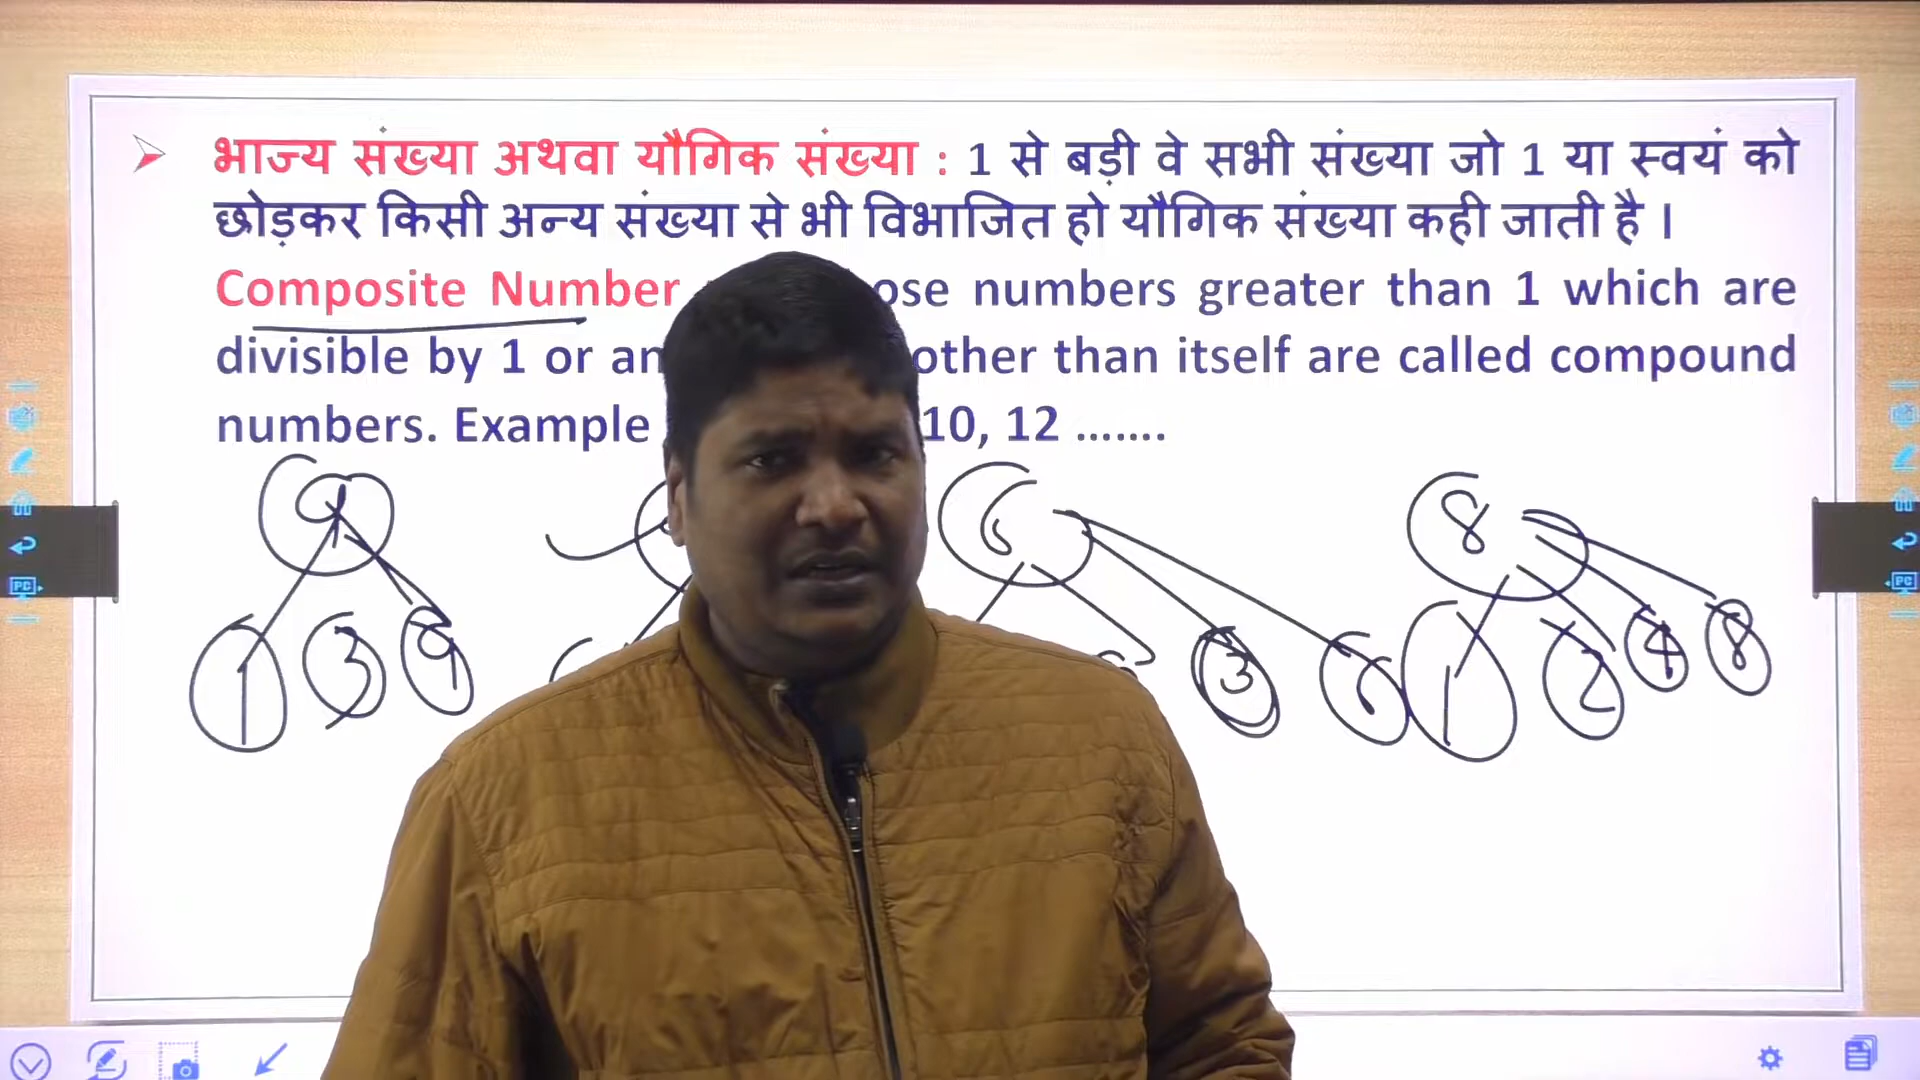 भाज्य संख्या अथवा यौगिक संख्या : 1 से बड़ी वे सभी संख्या जो 1 या स्वयं को
छोड़कर किसी अन्य संख्या से भी विभाजित हो यौगिक संख्या कही जाती है ।
Composite Number numbers greater than 1 which are
divisible by 1 or other than itself are called compound
numbers. Example 10, 12 .......
9 6 8
1 3 9 3 6 1 2 4 8
PC PC